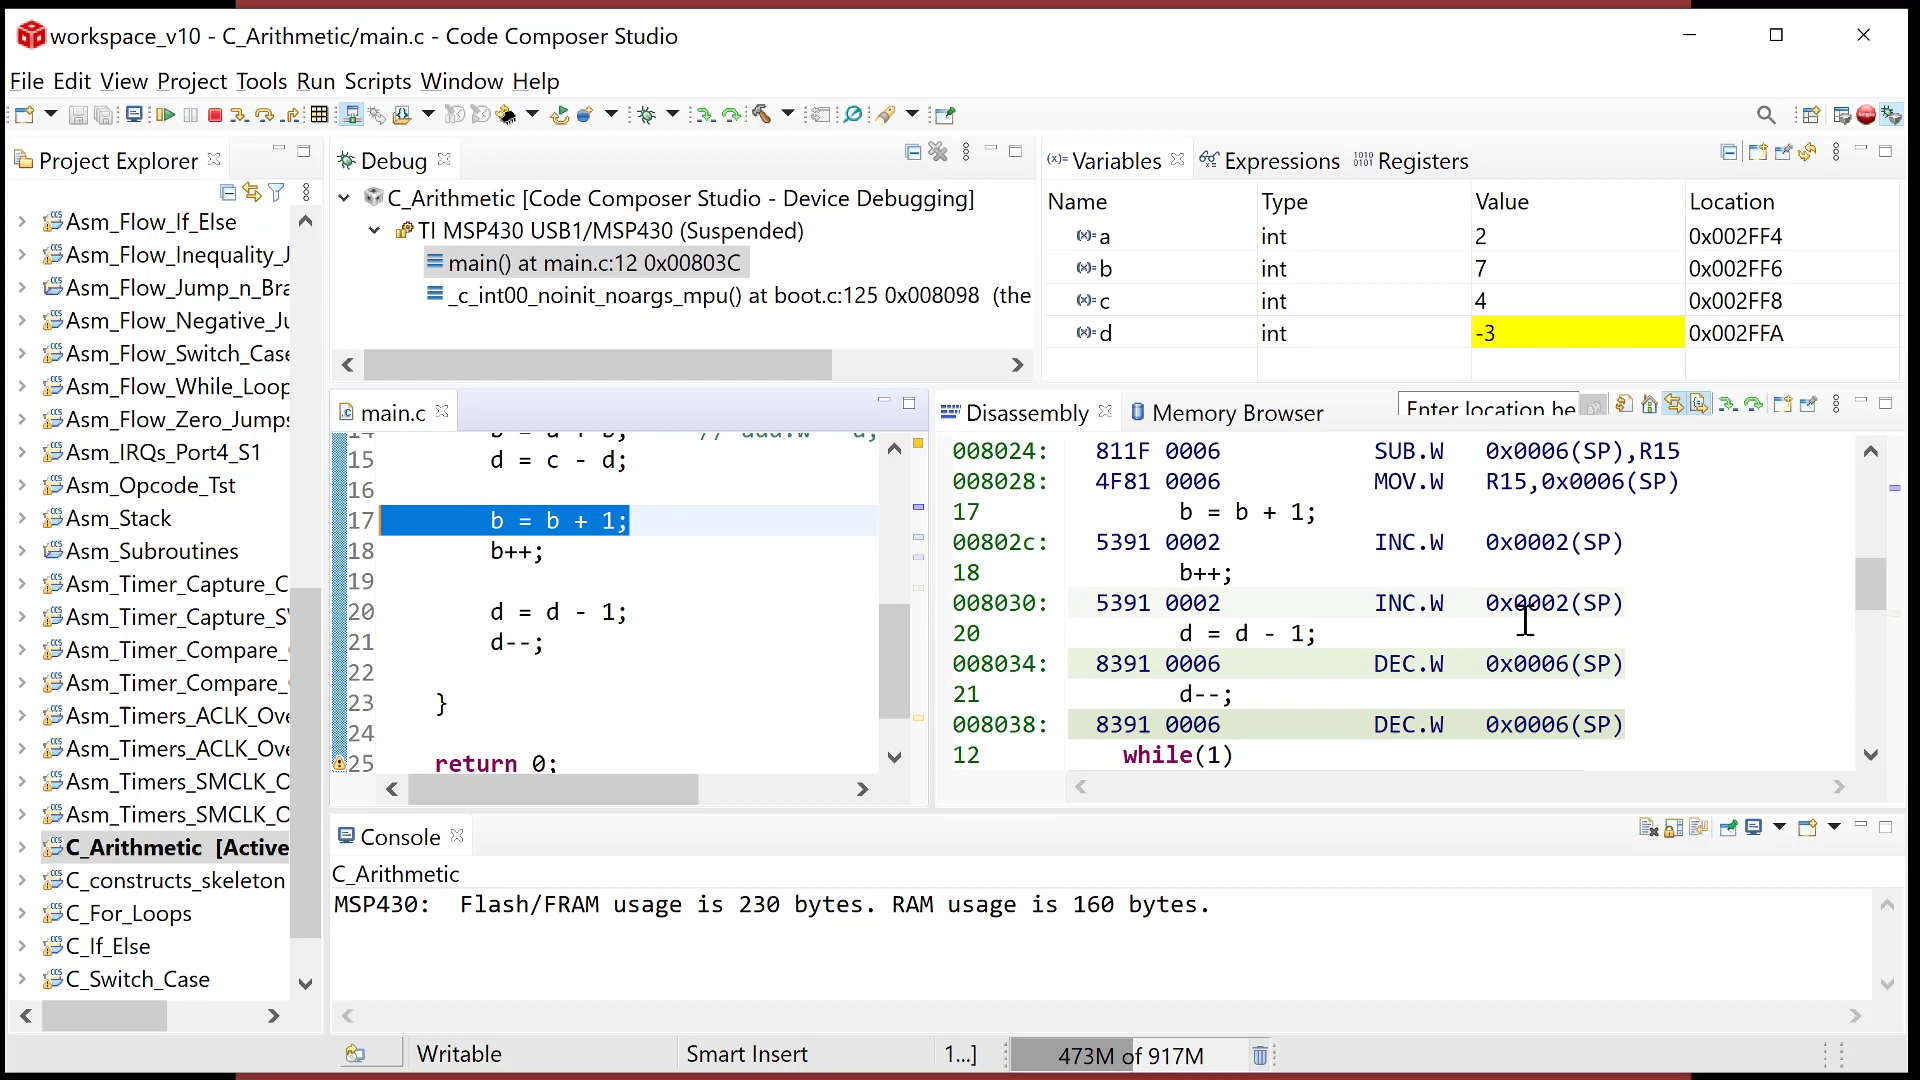 workspace_v10 - C_Arithmetic/main.c - Code Composer Studio
File Edit View Project Tools Run Scripts Window Help
Project Explorer
Asm_Flow_If_Else
Asm_Flow_Inequality_J
Asm_Flow_Jump_n_Bra
Asm_Flow_Negative_Ju
Asm_Flow_Switch_Case
Asm_Flow_While_Loop
Asm_Flow_Zero_Jumps
Asm_IRQs_Port4_S1
Asm_Opcode_Tst
Asm_Stack
Asm_Subroutines
Asm_Timer_Capture_C
Asm_Timer_Capture_S
Asm_Timer_Compare_
Asm_Timer_Compare_
Asm_Timers_ACLK_Ove
Asm_Timers_ACLK_Ove
Asm_Timers_SMCLK_O
Asm_Timers_SMCLK_O
C_Arithmetic [Active
C_constructs_skeleton
C_For_Loops
C_If_Else
C_Switch_Case
Debug
C_Arithmetic [Code Composer Studio - Device Debugging]
TI MSP430 USB1/MSP430 (Suspended)
main() at main.c:12 0x00803C
_c_int00_noinit_noargs_mpu() at boot.c:125 0x008098 (the
(x)= Variables Expressions 1010 0101 Registers
Name Type Value Location
(x)= a int 2 0x002FF4
(x)= b int 7 0x002FF6
(x)= c int 4 0x002FF8
(x)= d int -3 0x002FFA
main.c
15 d = c - d;
16
17 b = b + 1;
18 b++;
19
20 d = d - 1;
21 d--;
22
23 }
24
25 return 0;
Disassembly Memory Browser Enter location he
008024: 811F 0006 SUB.W 0x0006(SP),R15
008028: 4F81 0006 MOV.W R15,0x0006(SP)
17 b = b + 1;
00802c: 5391 0002 INC.W 0x0002(SP)
18 b++;
008030: 5391 0002 INC.W 0x0002(SP)
20 d = d - 1;
008034: 8391 0006 DEC.W 0x0006(SP)
21 d--;
008038: 8391 0006 DEC.W 0x0006(SP)
12 while(1)
Console
C_Arithmetic
MSP430: Flash/FRAM usage is 230 bytes. RAM usage is 160 bytes.
Writable Smart Insert 1...] 473M of 917M